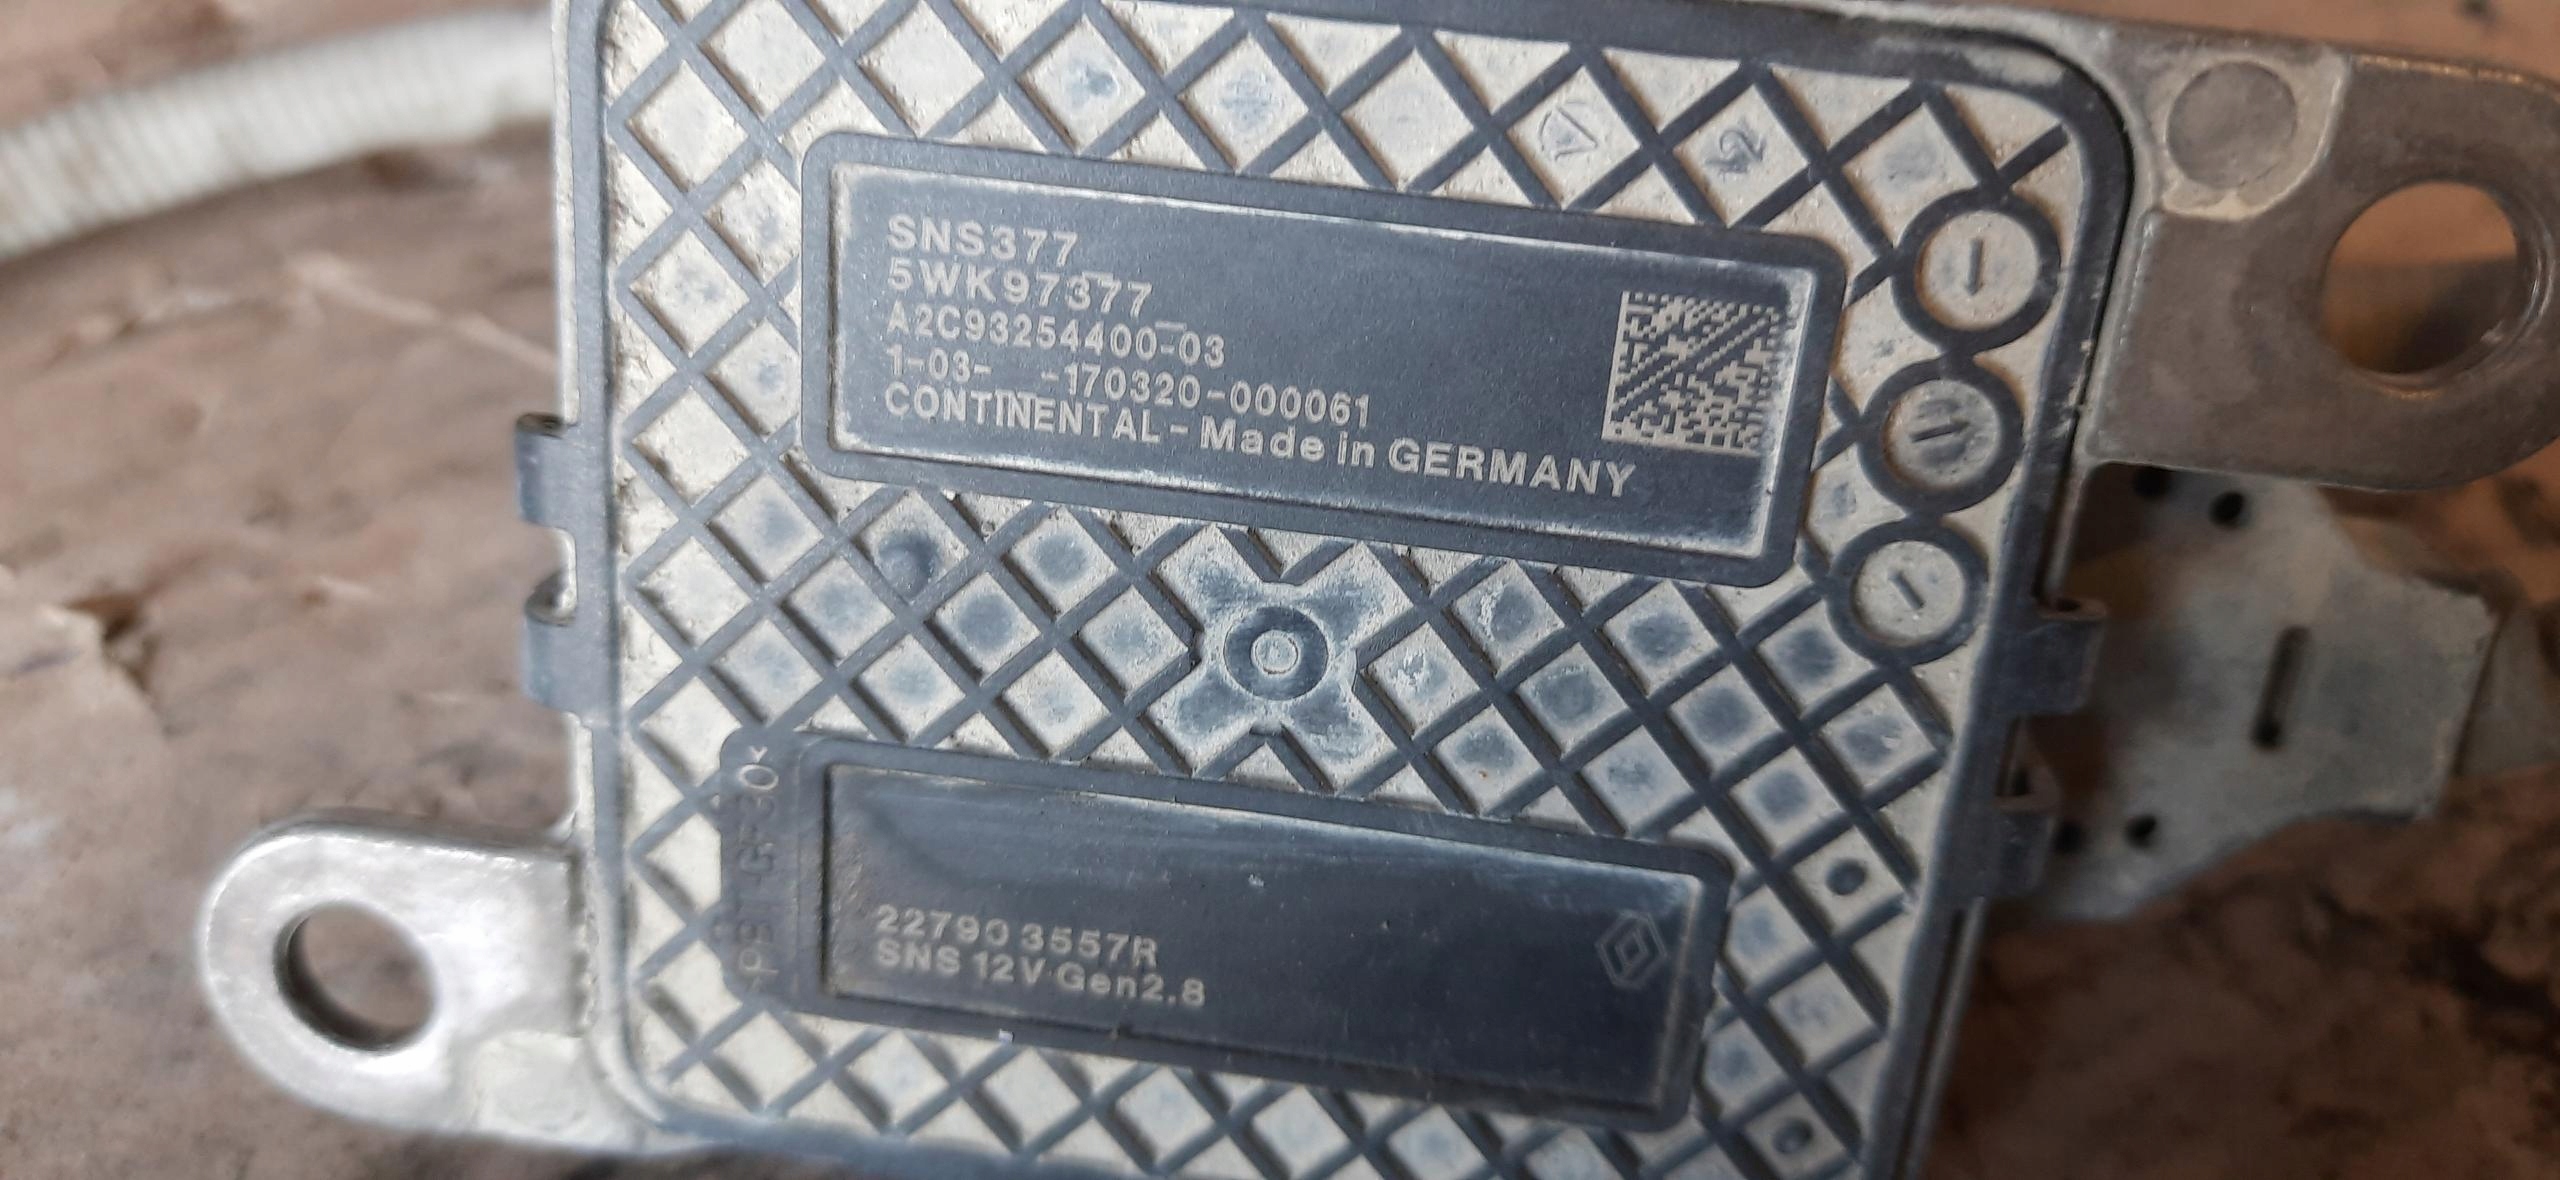 SNS377
5WK97377
A2C93254400-03
1-03- -170320-000061
CONTINENTAL - Made in GERMANY
227903557R
SNS 12V Gen2.8